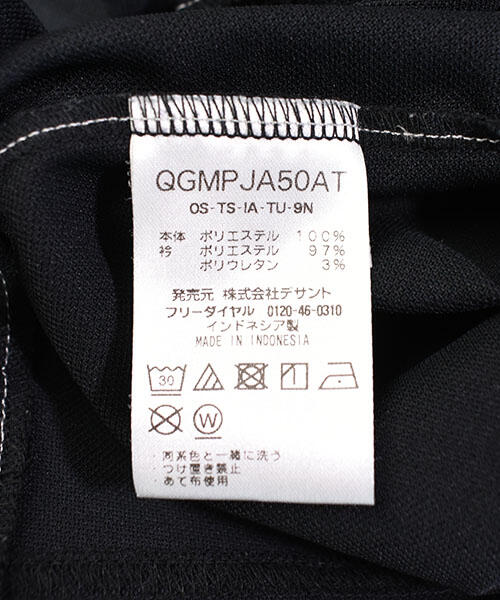 QGMPJA50AT
OS-TS-IA-TU-9N
本体 ポリエステル 100%
衿 ポリエステル 97%
ポリウレタン 3%
発売元 株式会社デサント
フリーダイヤル 0120-46-0310
インドネシア製
MADE IN INDONESIA
30 1
W
・同系色と一緒に洗う
・つけ置き禁止
・あて布使用